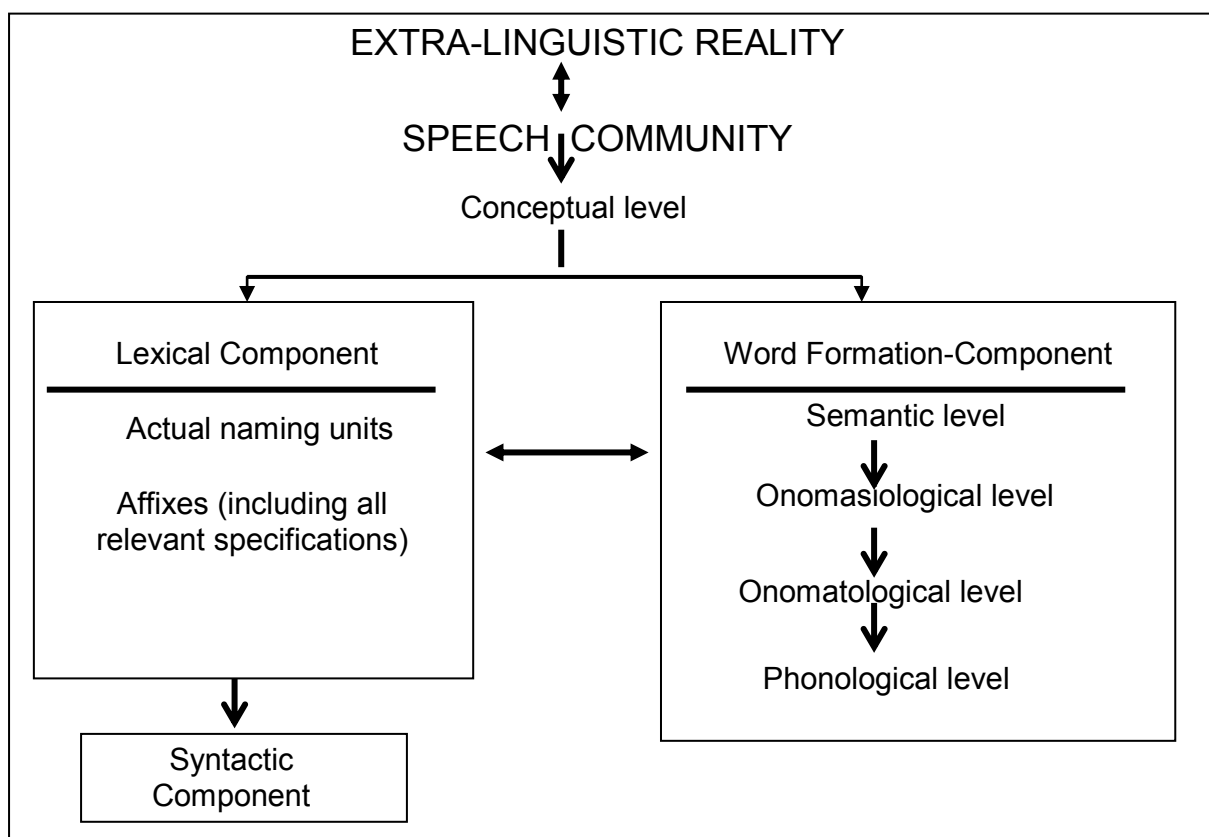 EXTRA-LINGUISTIC REALITY
SPEECH COMMUNITY
Conceptual level
Lexical Component
Actual naming units
Affixes (including all
relevant specifications)
Word Formation-Component
Semantic level
Onomasiological level
Onomatological level
Phonological level
Syntactic
Component